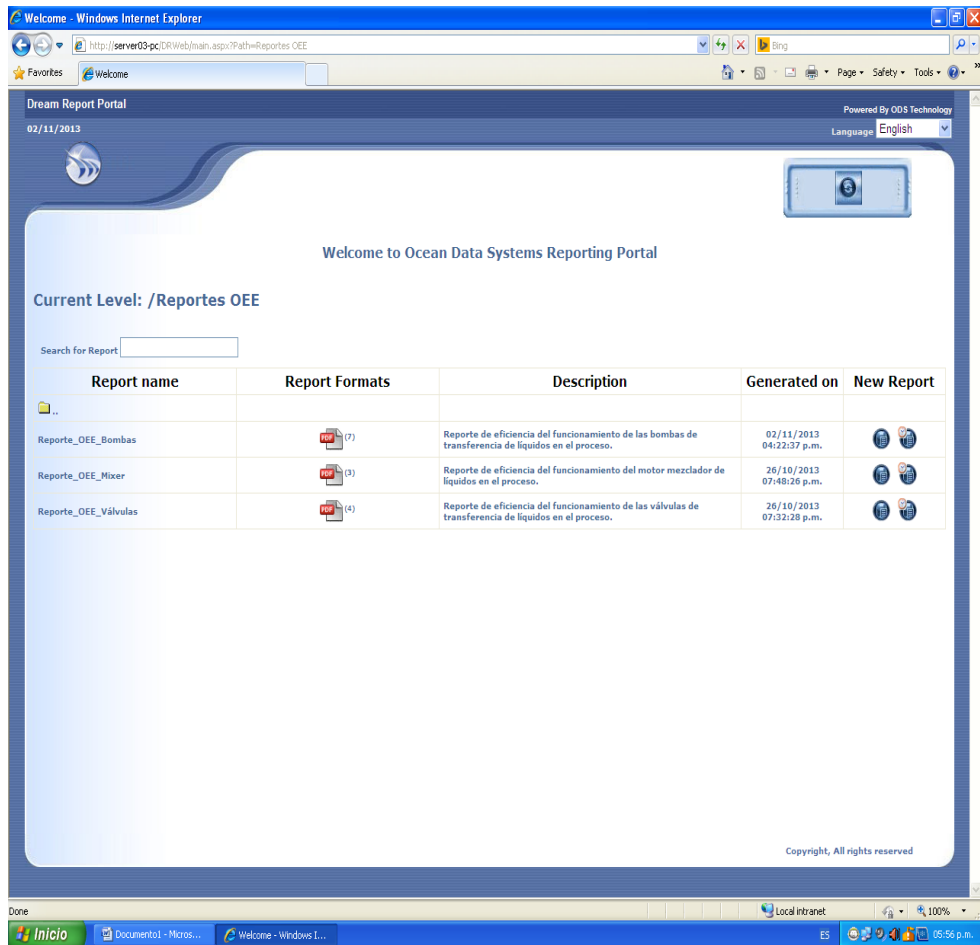 Welcome - Windows Internet Explorer
http://server03-pc/DRWeb/main.aspx?Path=Reportes OEE
Bing
Favorites
Welcome
Page
Safety
Tools
»
Dream Report Portal
Powered By ODS Technology
02/11/2013
Language English
Welcome to Ocean Data Systems Reporting Portal
Current Level: /Reportes OEE
Search for Report
Report name Report Formats Description Generated on New Report
..
Reporte_OEE_Bombas PDF (7) Reporte de eficiencia del funcionamiento de las bombas de 02/11/2013
transferencia de líquidos en el proceso. 04:22:37 p.m.
Reporte_OEE_Mixer PDF (3) Reporte de eficiencia del funcionamiento del motor mezclador de 26/10/2013
líquidos en el proceso. 07:48:26 p.m.
Reporte_OEE_Válvulas PDF (4) Reporte de eficiencia del funcionamiento de las válvulas de 26/10/2013
transferencia de líquidos en el proceso. 07:32:28 p.m.
Copyright, All rights reserved
Done
Local intranet
100%
Inicio
Documento1 - Micros...
Welcome - Windows I...
ES
05:56 p.m.